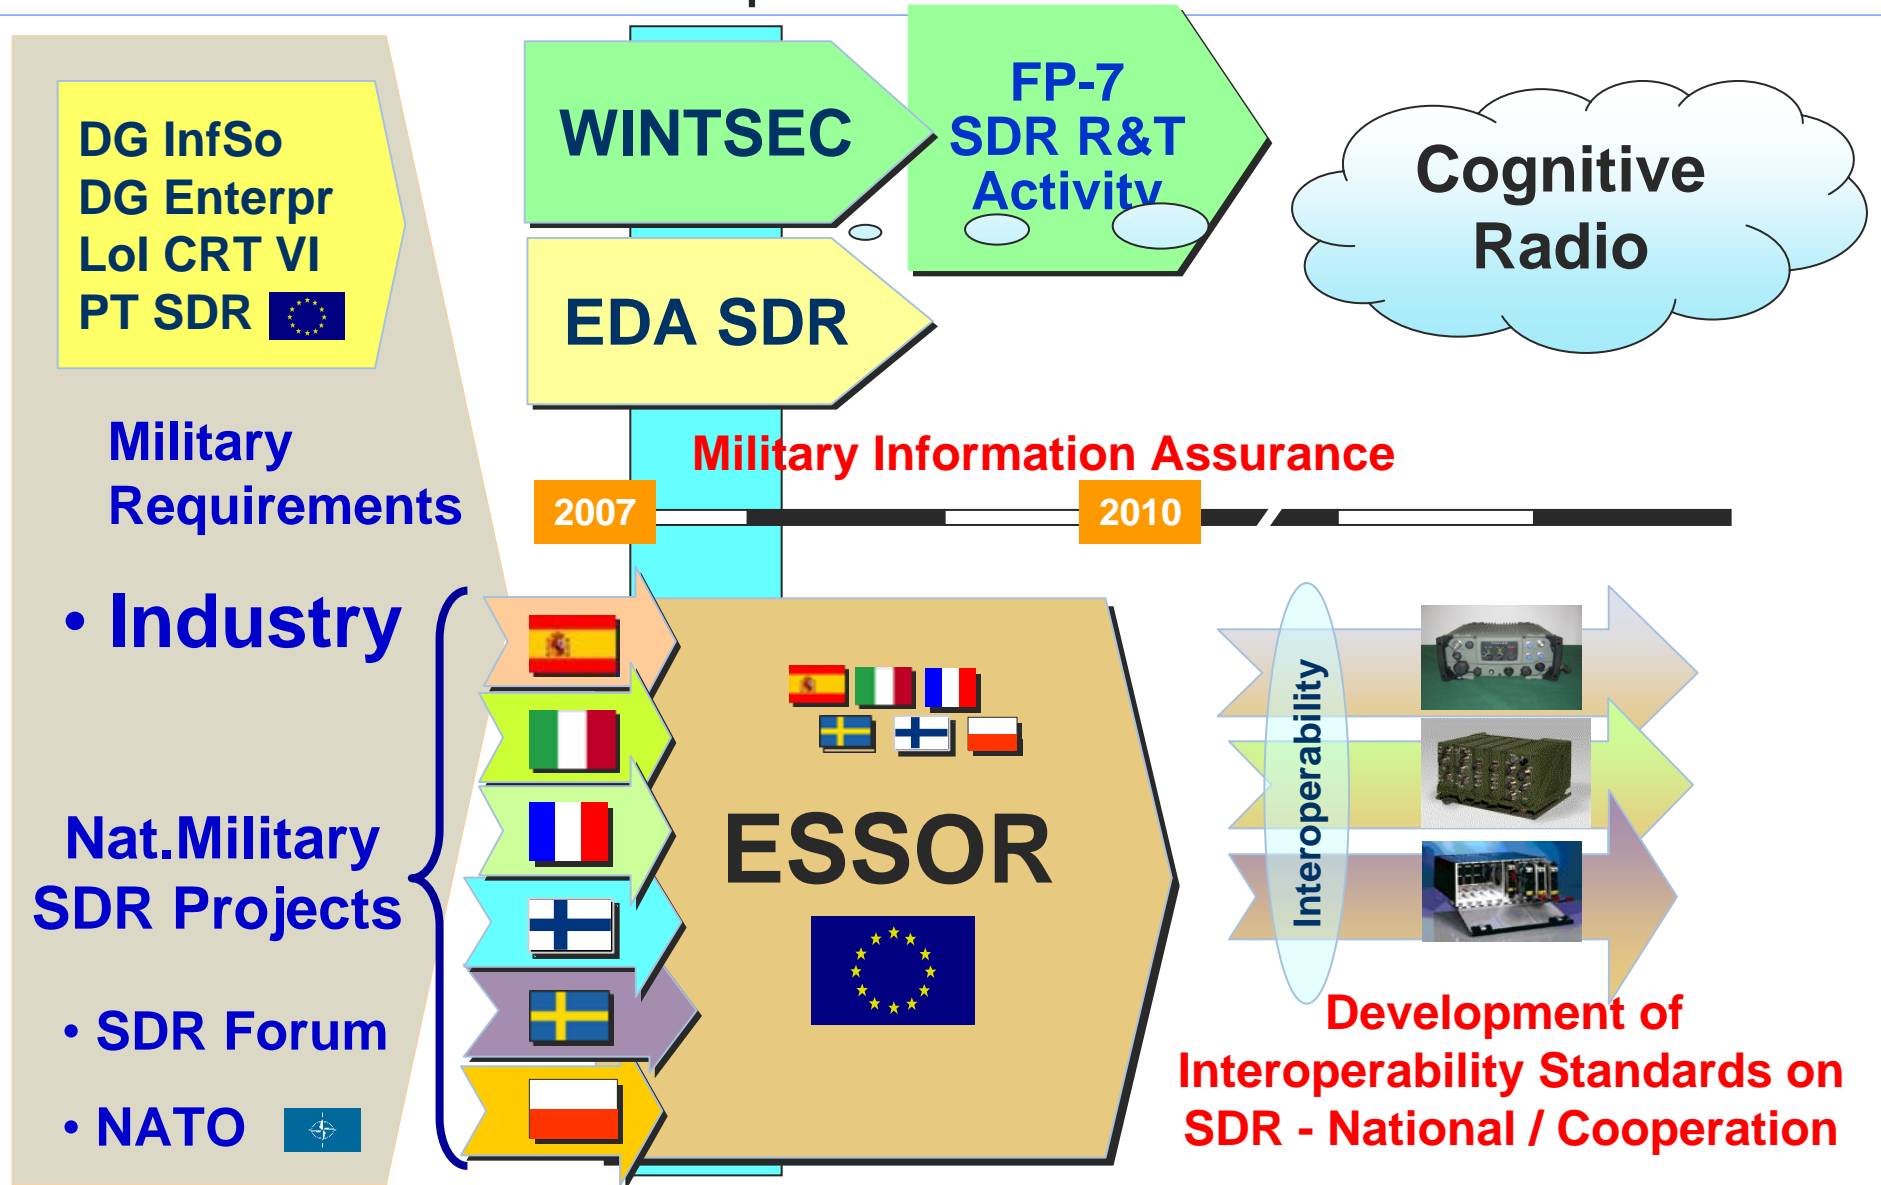 DG InfSo
DG Enterpr
LoI CRT VI
PT SDR
WINTSEC
EDA SDR
FP-7
SDR R&T
Activity
Cognitive
Radio
Military
Requirements
Military Information Assurance
2007
2010
• Industry
Nat.Military
SDR Projects
• SDR Forum
• NATO
ESSOR
Interoperability
Development of
Interoperability Standards on
SDR - National / Cooperation